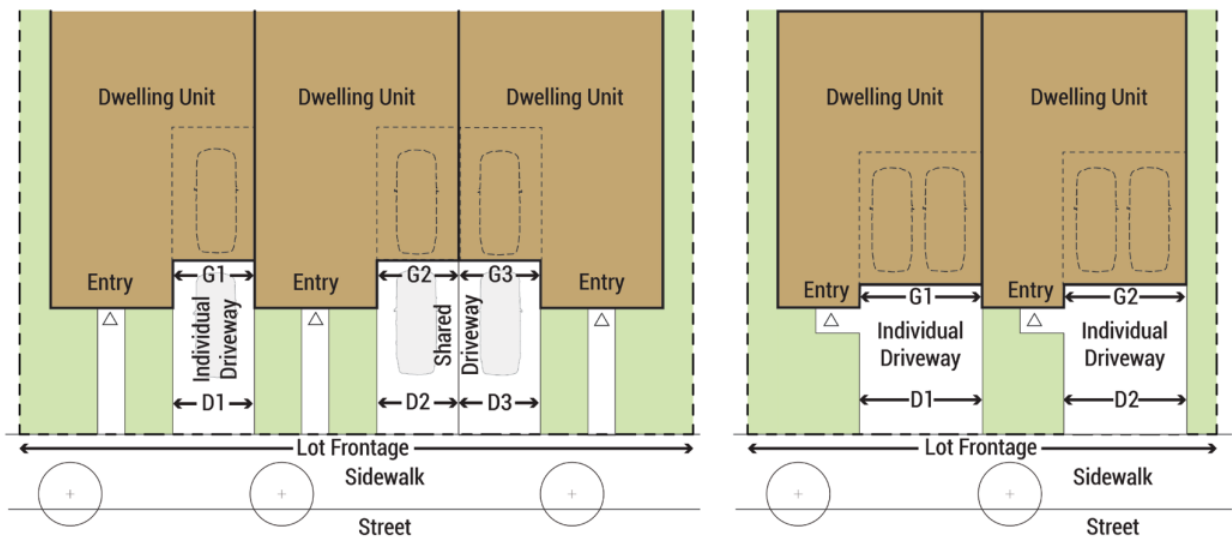 Dwelling Unit
Dwelling Unit
Dwelling Unit
Entry
G1
Entry
G2
G3
Entry
Individual
Driveway
Shared
Driveway
D1
D2
D3
Lot Frontage
Sidewalk
Street
Dwelling Unit
Dwelling Unit
Entry
G1
Entry
G2
Individual
Driveway
Individual
Driveway
D1
D2
Lot Frontage
Sidewalk
Street